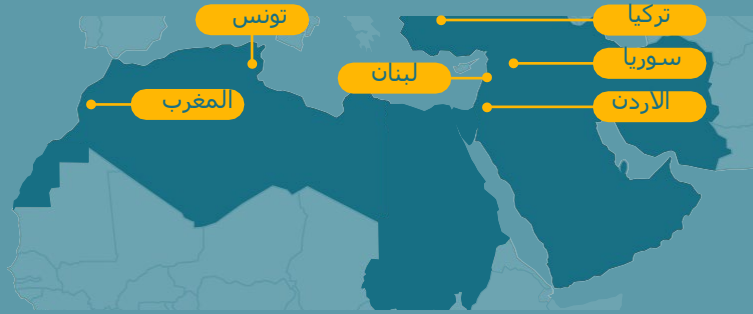 تركيا
تونس
سوريا
لبنان
المغرب
الأردن